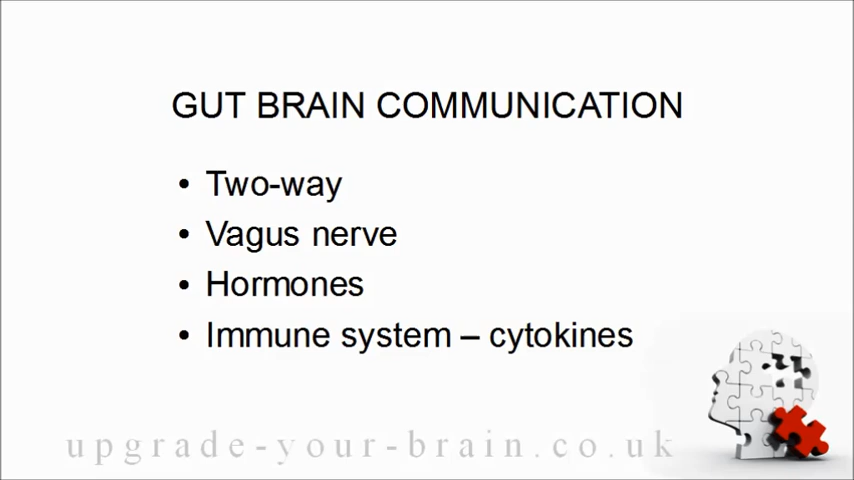 GUT BRAIN COMMUNICATION
• Two-way
• Vagus nerve
• Hormones
• Immune system – cytokines
upgrade-your-brain.co.uk